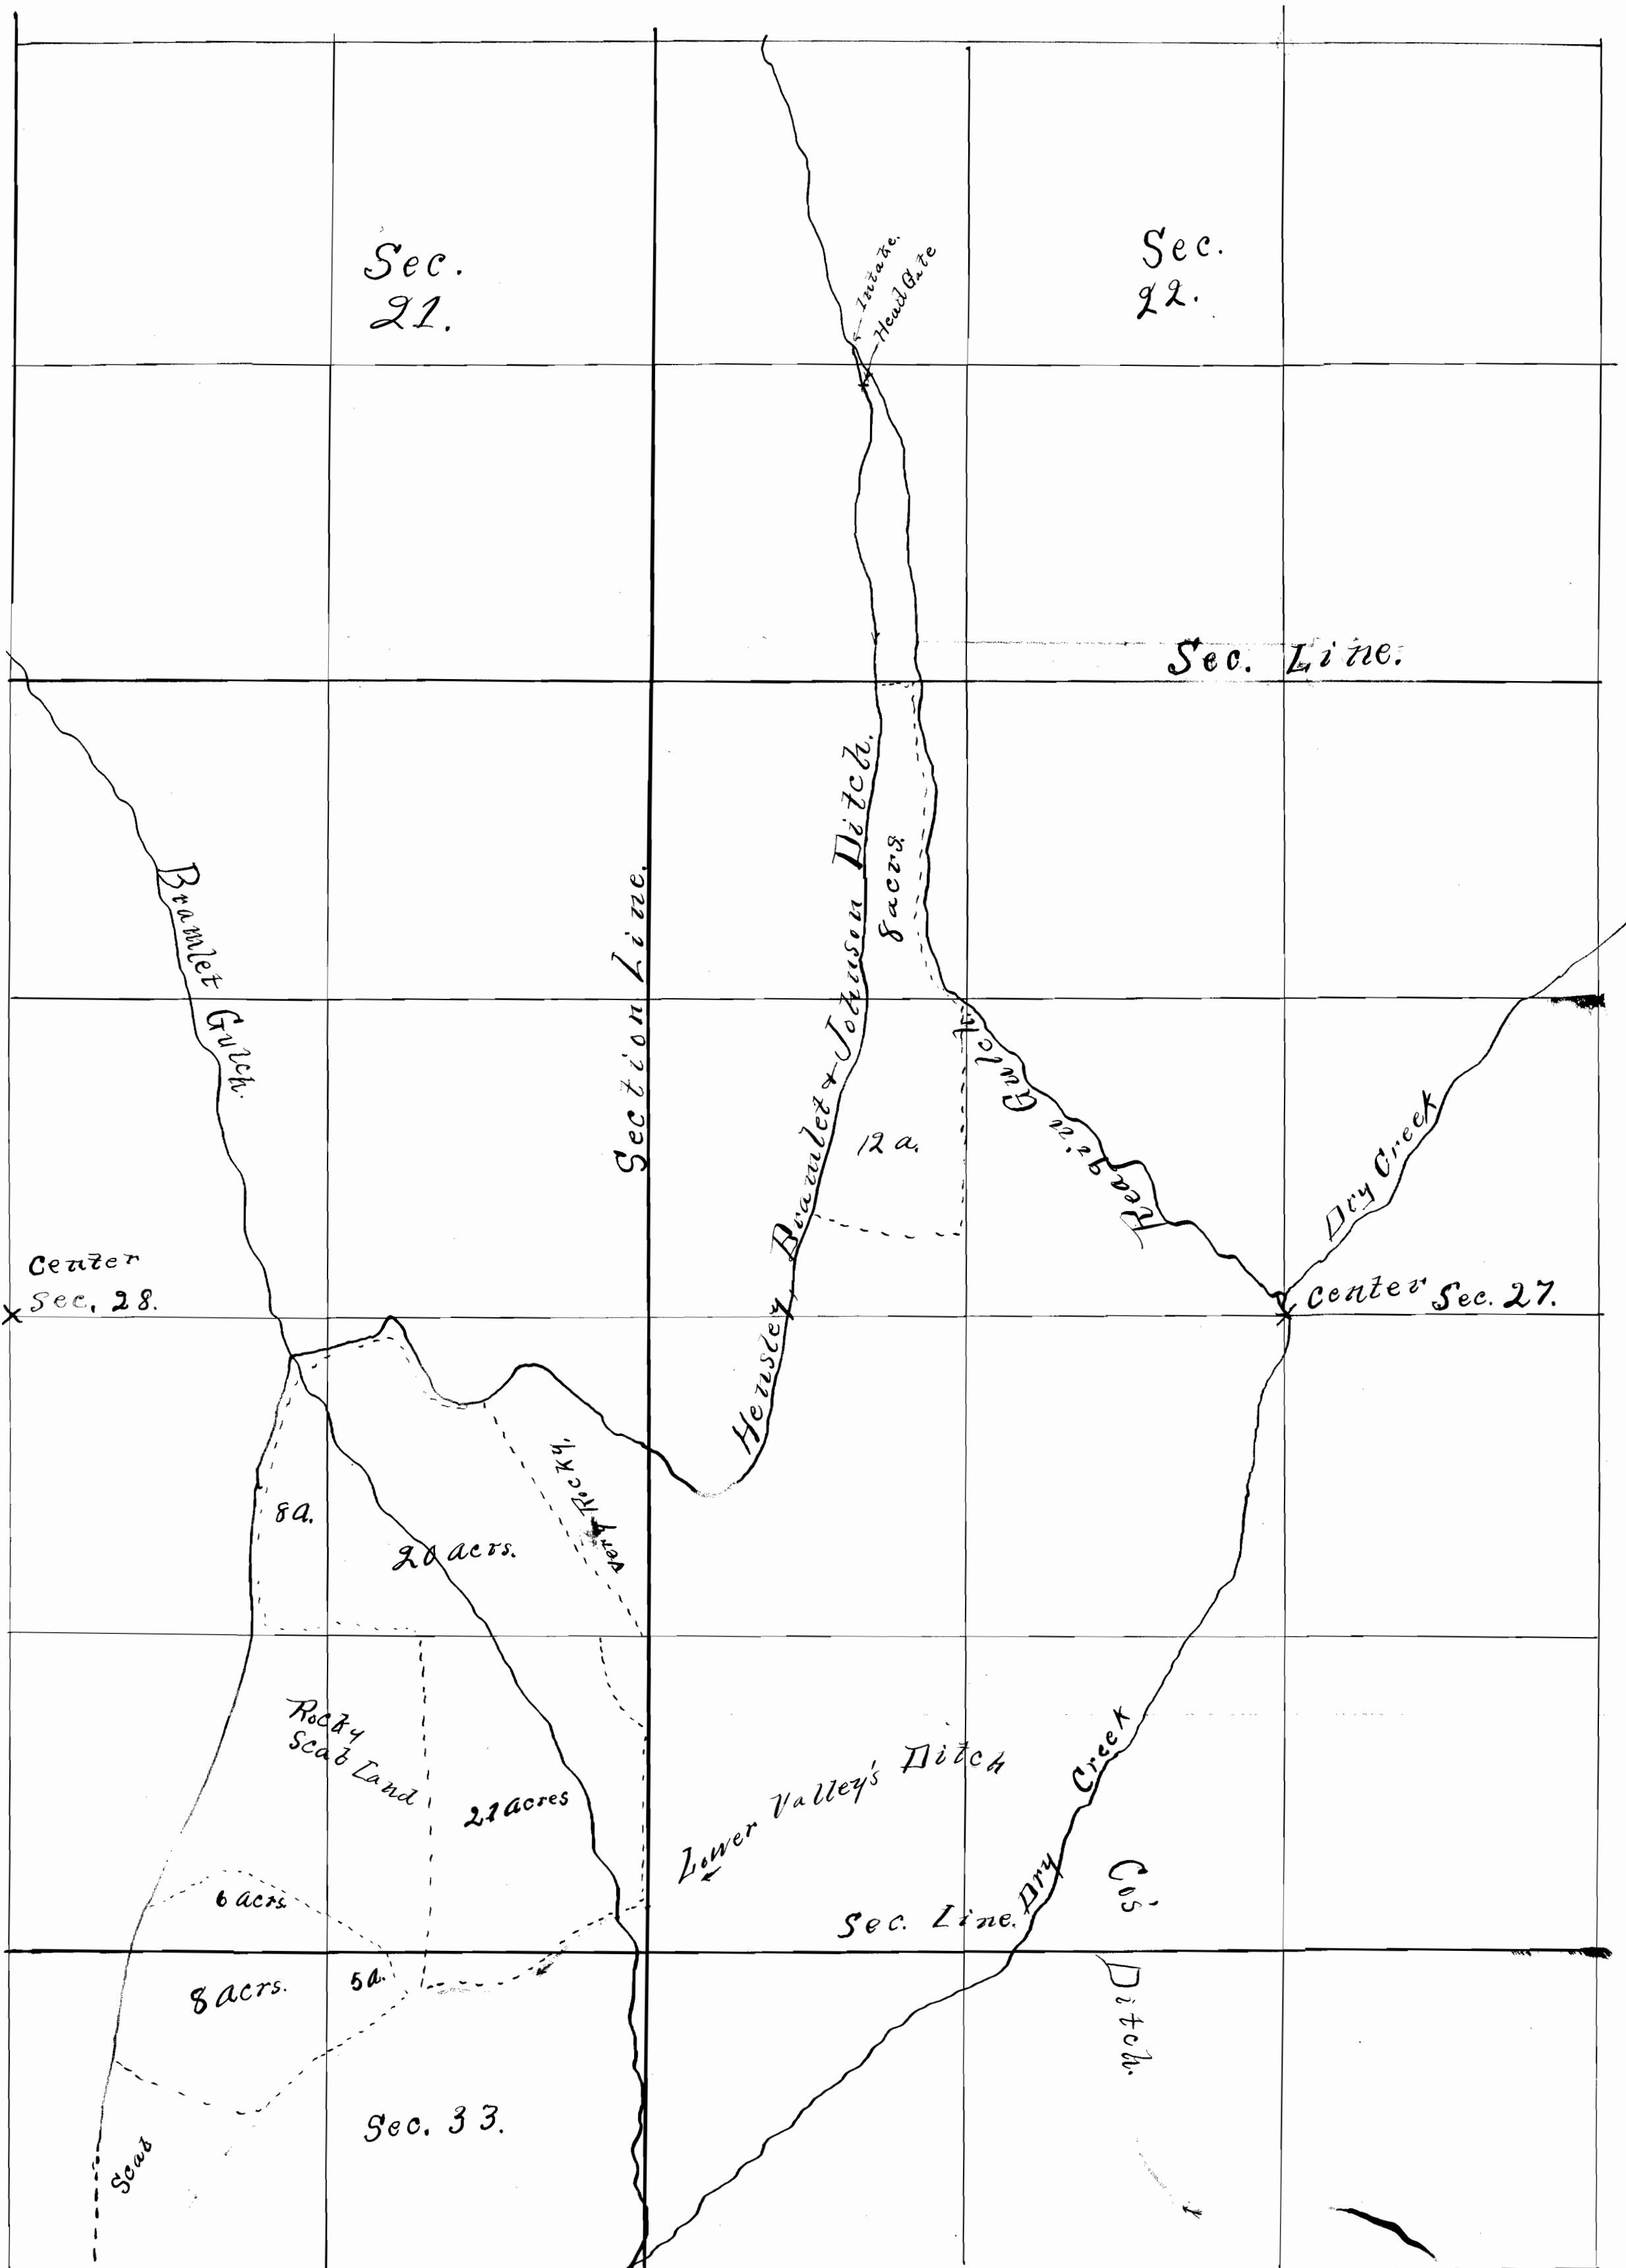 Sec.
21.
Sec.
22.
Intake.
Head Gate
Sec. Line.
Section Line.
Hensley, Bramlet & Johnson Ditch.
8 acrs.
Bramlet Gulch.
Reagin Gulch
12 a.
Dry Creek
Center
Sec. 28.
Center Sec. 27.
8 a.
20 acrs.
Very Rocky.
Rocky
Scab Land
21 acres
Lower Valley's Ditch
Dry Creek
Co's Ditch.
Sec. Line.
6 acrs.
8 acrs.
5 a.
Sec. 33.
Scab